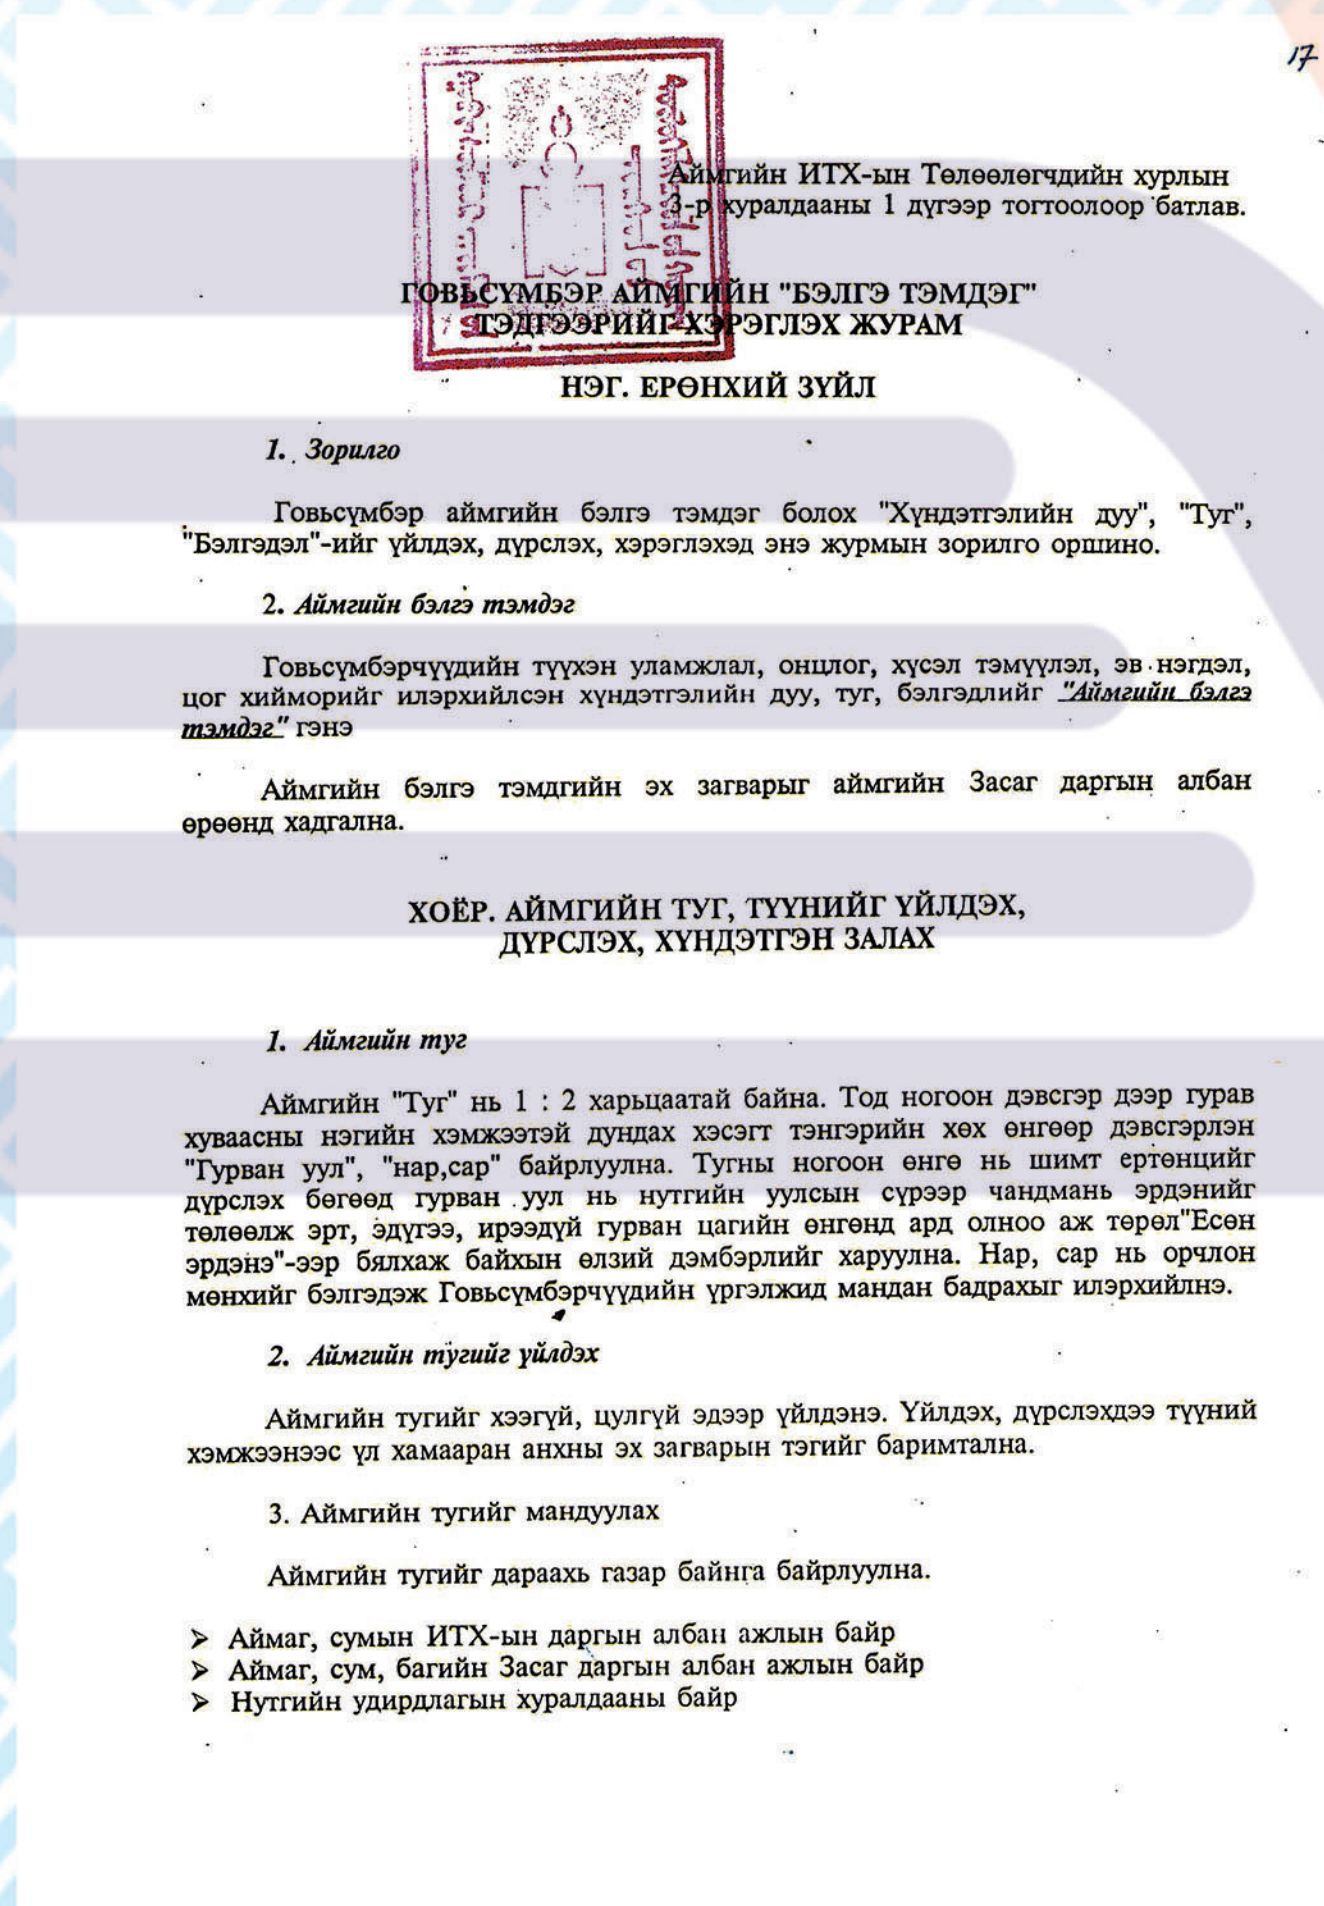 17
Аймгийн ИТХ-ын Төлөөлөгчдийн хурлын
3-р хуралдааны 1 дүгээр тогтоолоор батлав.
ГОВЬСҮМБЭР АЙМГИЙН "БЭЛГЭ ТЭМДЭГ"
ТЭДГЭЭРИЙГ ХЭРЭГЛЭХ ЖУРАМ
НЭГ. ЕРӨНХИЙ ЗҮЙЛ
1. Зорилго
Говьсүмбэр аймгийн бэлгэ тэмдэг болох "Хүндэтгэлийн дуу", "Туг",
"Бэлгэдэл"-ийг үйлдэх, дүрслэх, хэрэглэхэд энэ журмын зорилго оршино.
2. Аймгийн бэлгэ тэмдэг
Говьсүмбэрчүүдийн түүхэн уламжлал, онцлог, хүсэл тэмүүлэл, эв нэгдэл,
цог хийморийг илэрхийлсэн хүндэтгэлийн дуу, туг, бэлгэдлийг "Аймгийн бэлгэ
тэмдэг" гэнэ
Аймгийн бэлгэ тэмдгийн эх загварыг аймгийн Засаг даргын албан
өрөөнд хадгална.
ХОЁР. АЙМГИЙН ТУГ, ТҮҮНИЙГ ҮЙЛДЭХ,
ДҮРСЛЭХ, ХҮНДЭТГЭН ЗАЛАХ
1. Аймгийн туг
Аймгийн "Туг" нь 1 : 2 харьцаатай байна. Тод ногоон дэвсгэр дээр гурав
хуваасны нэгийн хэмжээтэй дундах хэсэгт тэнгэрийн хөх өнгөөр дэвсгэрлэн
"Гурван уул", "нар,сар" байрлуулна. Тугны ногоон өнгө нь шимт ертөнцийг
дүрслэх бөгөөд гурван уул нь нутгийн уулсын сүрээр чандмань эрдэнийг
төлөөлж эрт, эдүгээ, ирээдүй гурван цагийн өнгөнд ард олноо аж төрөл"Есөн
эрдэнэ"-ээр бялхаж байхын өлзий дэмбэрлийг харуулна. Нар, сар нь орчлон
мөнхийг бэлгэдэж Говьсүмбэрчүүдийн үргэлжид мандан бадрахыг илэрхийлнэ.
2. Аймгийн тугийг үйлдэх
Аймгийн тугийг хээгүй, цулгүй эдээр үйлдэнэ. Үйлдэх, дүрслэхдээ түүний
хэмжээнээс үл хамааран анхны эх загварын тэгийг баримтална.
3. Аймгийн тугийг мандуулах
Аймгийн тугийг дараахь газар байнга байрлуулна.
➢ Аймаг, сумын ИТХ-ын даргын албан ажлын байр
➢ Аймаг, сум, багийн Засаг даргын албан ажлын байр
➢ Нутгийн удирдлагын хуралдааны байр